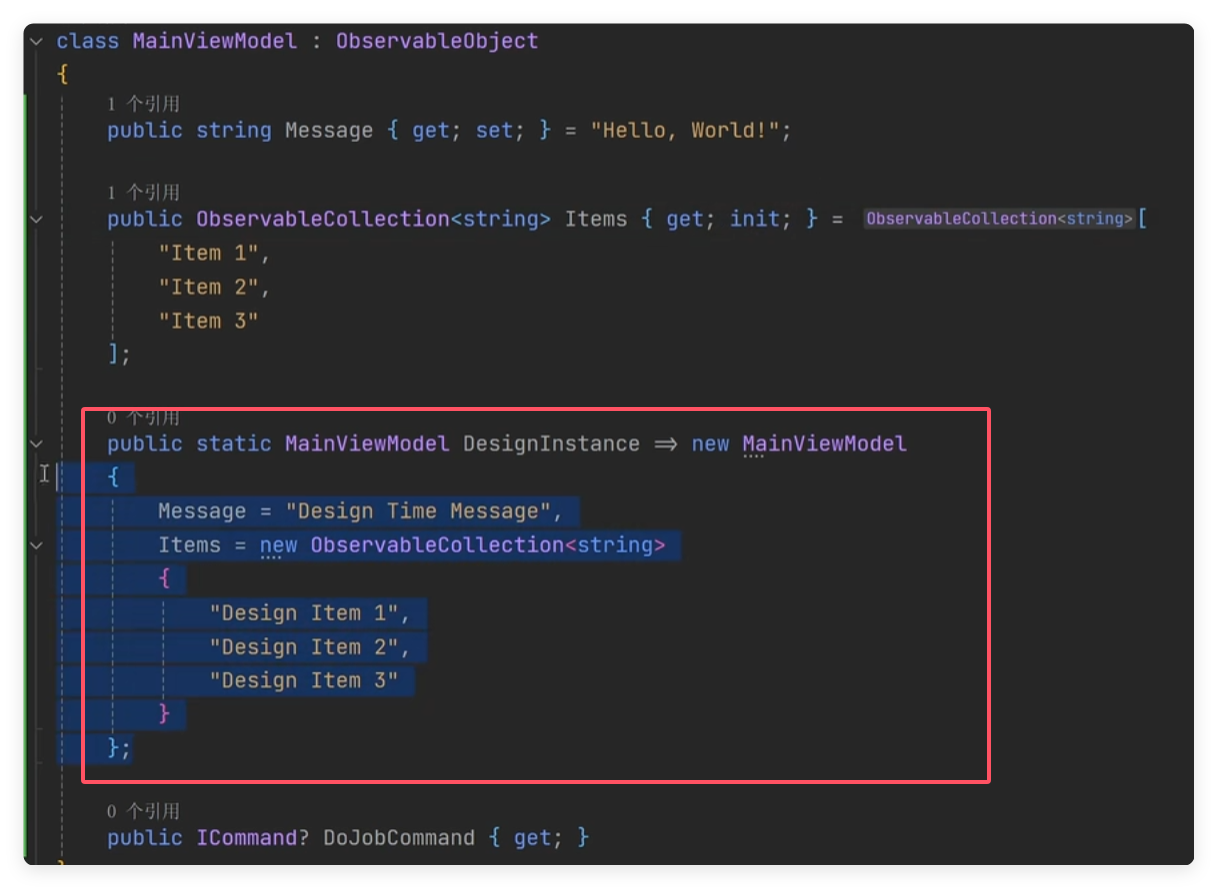 class MainViewModel : ObservableObject
{
1 个引用
public string Message { get; set; } = "Hello, World!";
1 个引用
public ObservableCollection<string> Items { get; init; } = ObservableCollection<string>[
"Item 1",
"Item 2",
"Item 3"
];
0 个引用
public static MainViewModel DesignInstance => new MainViewModel
{
Message = "Design Time Message",
Items = new ObservableCollection<string>
{
"Design Item 1",
"Design Item 2",
"Design Item 3"
}
};
0 个引用
public ICommand? DoJobCommand { get; }